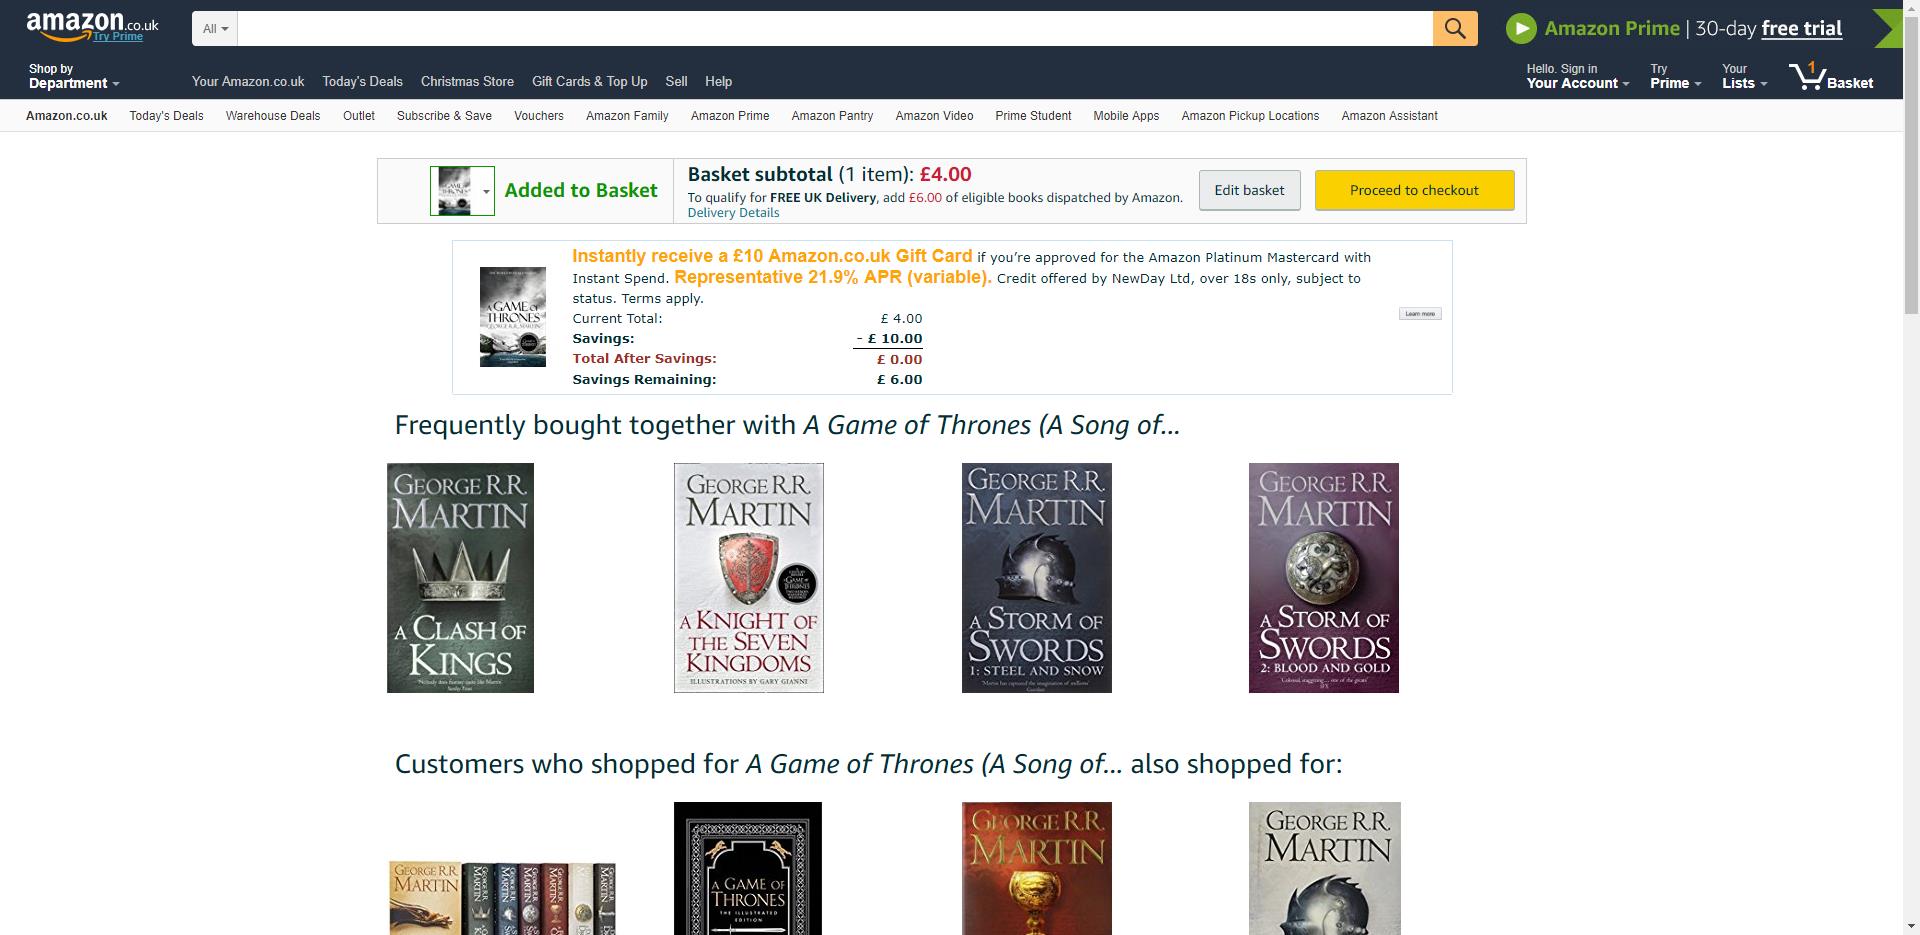 amazon.co.uk
Try Prime
All
Amazon Prime | 30-day free trial
Shop by
Department
Your Amazon.co.uk Today's Deals Christmas Store Gift Cards & Top Up Sell Help
Hello. Sign in
Your Account
Try
Prime
Your
Lists
1
Basket
Amazon.co.uk Today's Deals Warehouse Deals Outlet Subscribe & Save Vouchers Amazon Family Amazon Prime Amazon Pantry Amazon Video Prime Student Mobile Apps Amazon Pickup Locations Amazon Assistant
Added to Basket
Basket subtotal (1 item): £4.00
To qualify for FREE UK Delivery, add £6.00 of eligible books dispatched by Amazon.
Delivery Details
Edit basket
Proceed to checkout
A GAME OF
THRONES
GEORGE R.R. MARTIN
Instantly receive a £10 Amazon.co.uk Gift Card if you’re approved for the Amazon Platinum Mastercard with
Instant Spend. Representative 21.9% APR (variable). Credit offered by NewDay Ltd, over 18s only, subject to
status. Terms apply.
Current Total: £ 4.00
Savings: - £ 10.00
Total After Savings: £ 0.00
Savings Remaining: £ 6.00
Learn more
Frequently bought together with A Game of Thrones (A Song of...
GEORGE R.R.
MARTIN
A CLASH OF
KINGS
GEORGE R.R.
MARTIN
A KNIGHT OF
THE SEVEN
KINGDOMS
ILLUSTRATIONS BY GARY GIANNI
GEORGE R.R.
MARTIN
A STORM OF
SWORDS
1: STEEL AND SNOW
GEORGE R.R.
MARTIN
A STORM OF
SWORDS
2: BLOOD AND GOLD
Customers who shopped for A Game of Thrones (A Song of... also shopped for:
GEORGE R.R.
MARTIN
A GAME OF
THRONES
THE ILLUSTRATED
EDITION
GEORGE R.R.
MARTIN
GEORGE R.R.
MARTIN